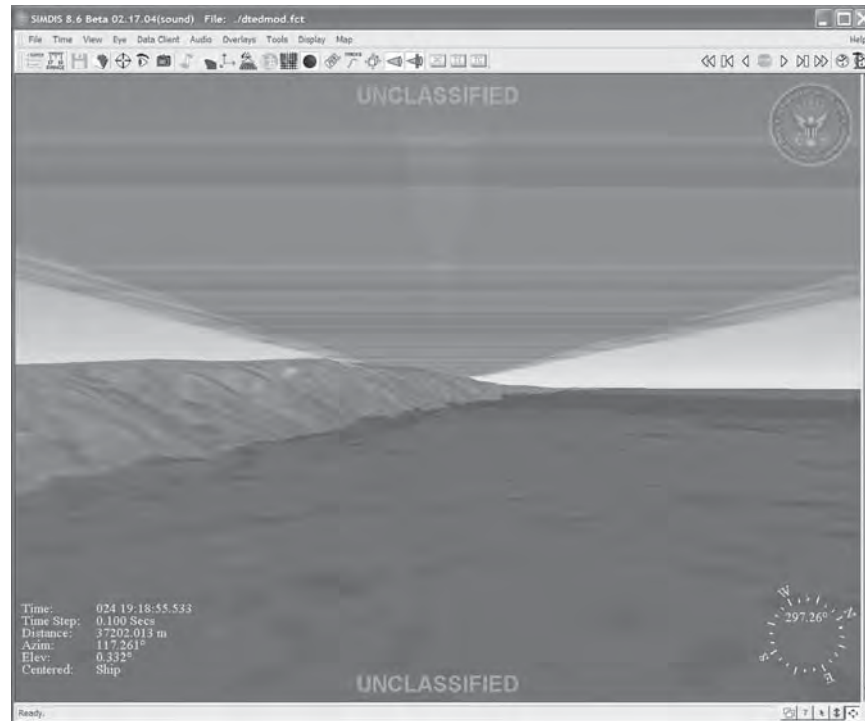 SIMDIS 8.6 Beta 02.17.04(sound) File: ./dtedmod.fct
File Time View Eye Data Client Audio Overlays Tools Display Map Help
UNCLASSIFIED
Time: 024 19:18:55.533
Time Step: 0.100 Secs
Distance: 37202.013 m
Azim: 117.261°
Elev: 0.332°
Centered: Ship
W
N
297.26°
S
E
UNCLASSIFIED
Ready.